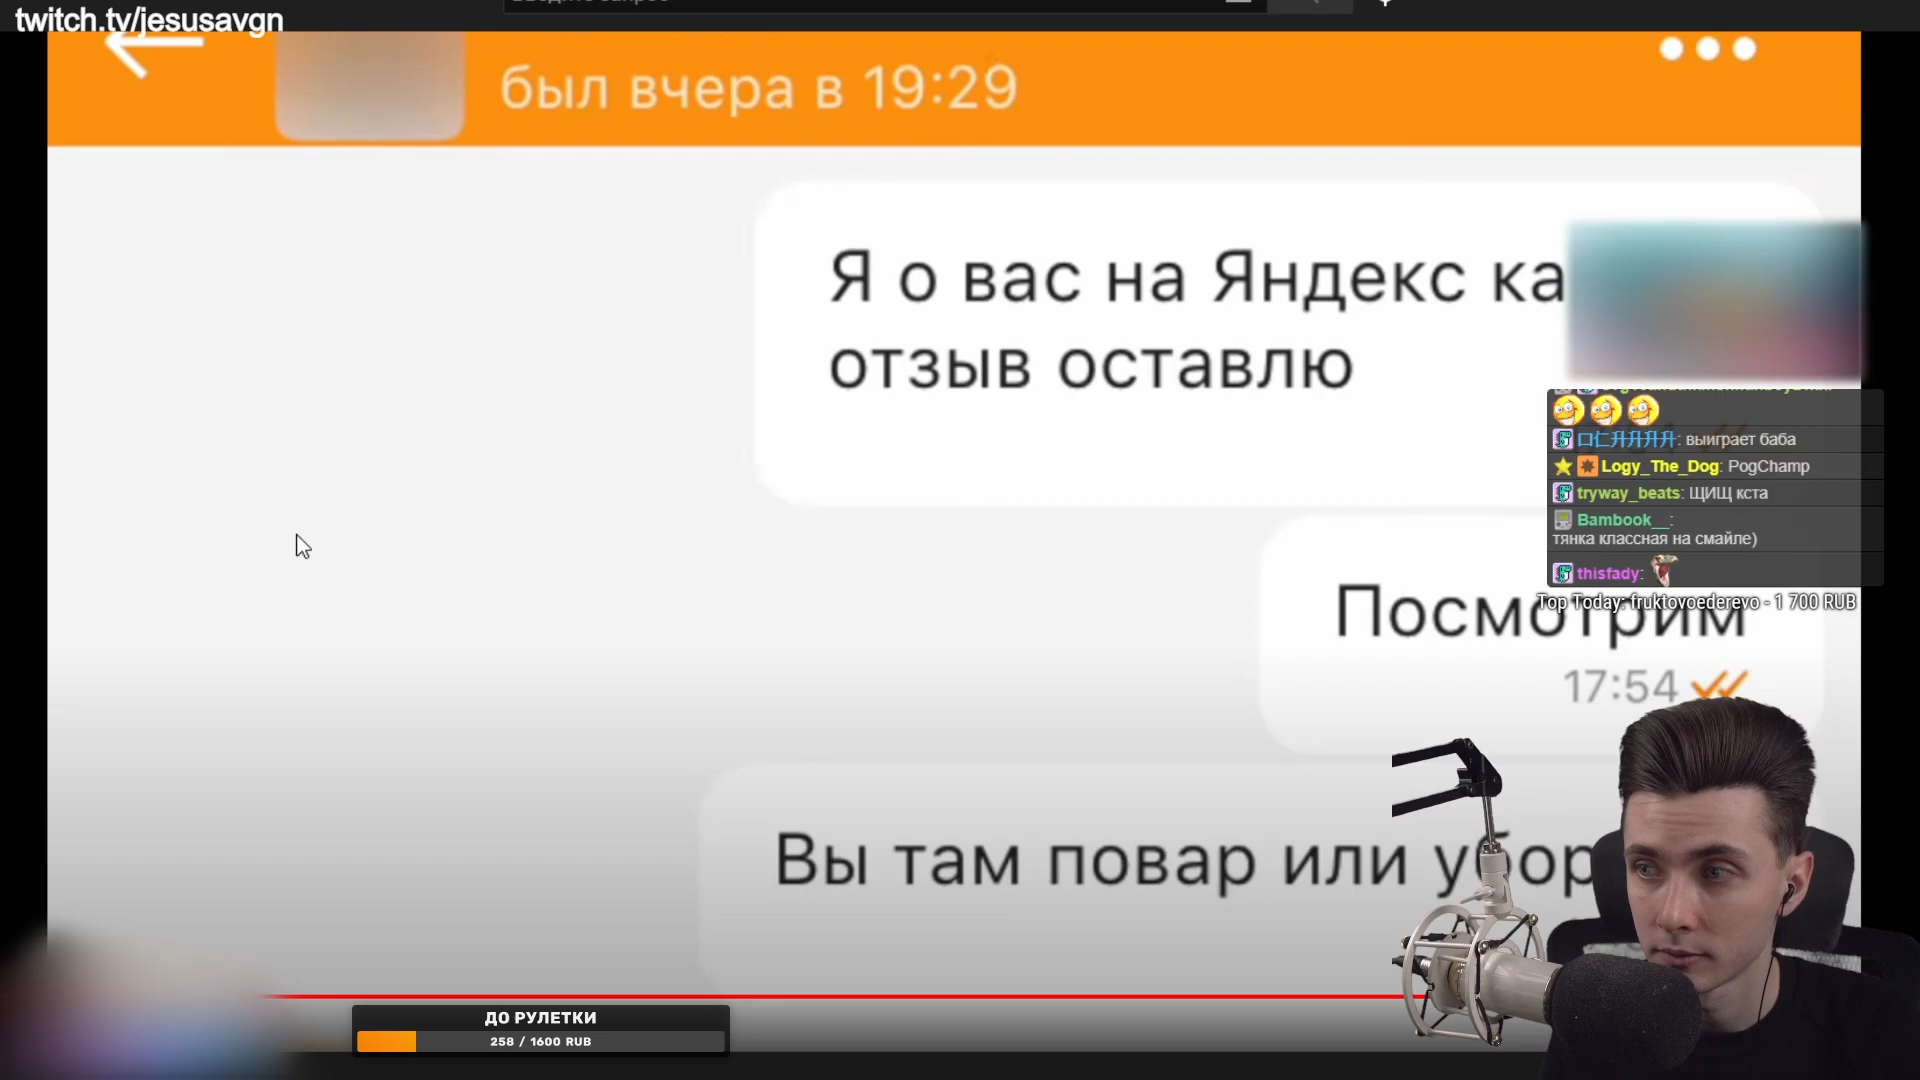 twitch.tv/jesusavgn
был вчера в 19:29
Я о вас на Яндекс ка
отзыв оставлю
выиграет баба
Logy_The_Dog: PogChamp
tryway_beats: ЩИЩ кста
Bambook__:
тянка классная на смайле)
thisfady:
Top Today: fruktovoederevo - 1 700 RUB
Посмотрим
17:54
Вы там повар или убор
ДО РУЛЕТКИ
258 / 1600 RUB